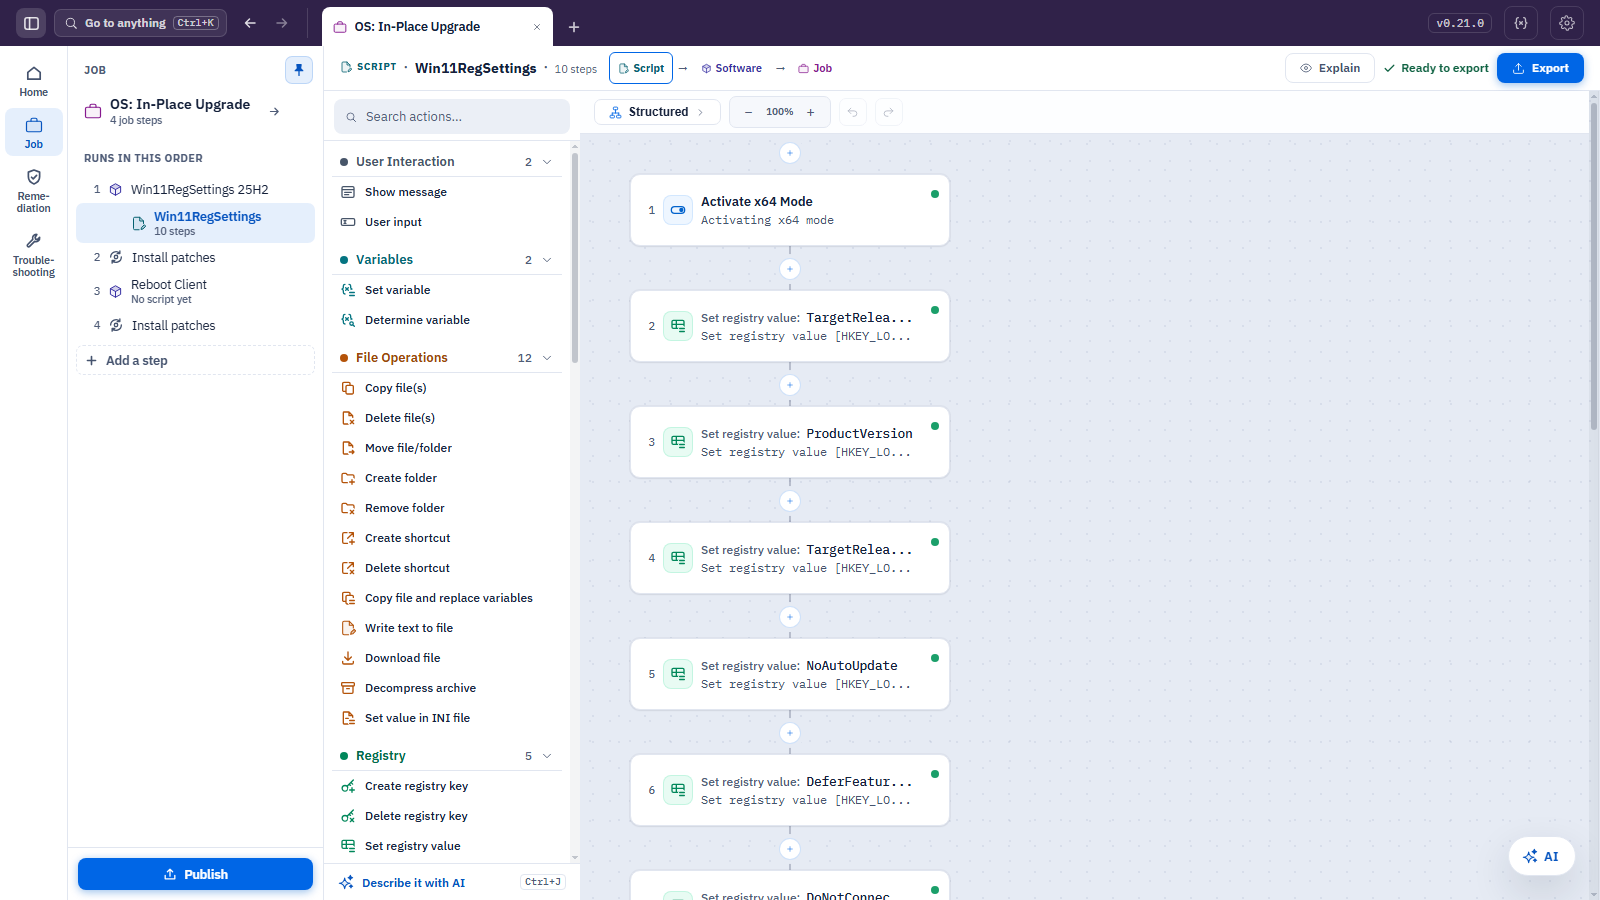 Go to anything Ctrl+K
OS: In-Place Upgrade
v0.21.0
Home
Job
Reme-
diation
Trouble-
shooting
JOB
OS: In-Place Upgrade
4 job steps
RUNS IN THIS ORDER
1 Win11RegSettings 25H2
Win11RegSettings
10 steps
2 Install patches
3 Reboot Client
No script yet
4 Install patches
Add a step
Publish
SCRIPT · Win11RegSettings · 10 steps
Script → Software → Job
Explain
Ready to export
Export
Search actions...
User Interaction 2
Show message
User input
Variables 2
Set variable
Determine variable
File Operations 12
Copy file(s)
Delete file(s)
Move file/folder
Create folder
Remove folder
Create shortcut
Delete shortcut
Copy file and replace variables
Write text to file
Download file
Decompress archive
Set value in INI file
Registry 5
Create registry key
Delete registry key
Set registry value
Describe it with AI Ctrl+J
Structured
− 100% +
1 Activate x64 Mode
Activating x64 mode
2 Set registry value: TargetRelea...
Set registry value [HKEY_LO...
3 Set registry value: ProductVersion
Set registry value [HKEY_LO...
4 Set registry value: TargetRelea...
Set registry value [HKEY_LO...
5 Set registry value: NoAutoUpdate
Set registry value [HKEY_LO...
6 Set registry value: DeferFeatur...
Set registry value [HKEY_LO...
Set registry value: DoNotConnec...
AI